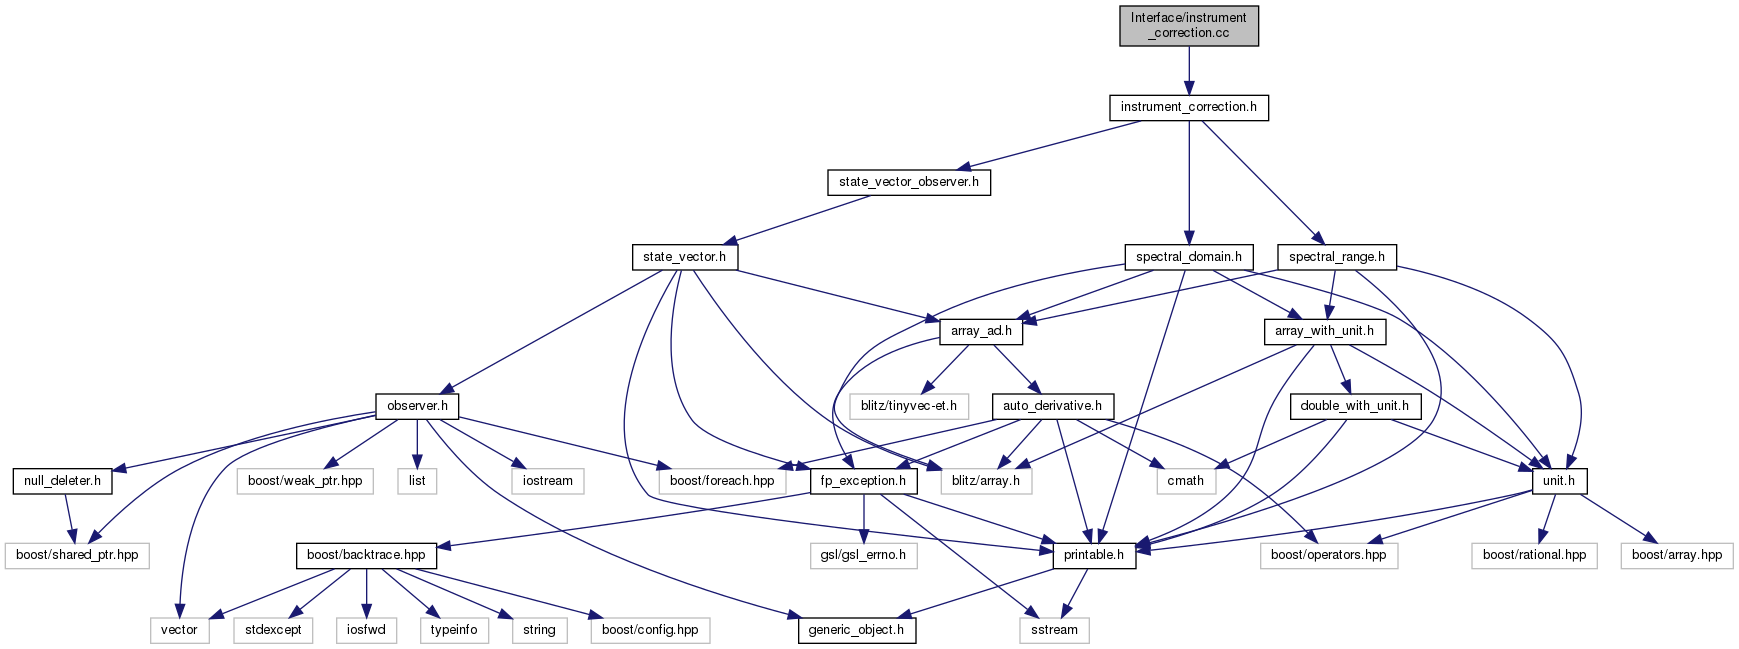 Interface/instrument
_correction.cc
instrument_correction.h
state_vector_observer.h
state_vector.h
spectral_domain.h
spectral_range.h
array_ad.h
array_with_unit.h
observer.h
blitz/tinyvec-et.h
auto_derivative.h
double_with_unit.h
null_deleter.h
boost/weak_ptr.hpp
list
iostream
boost/foreach.hpp
fp_exception.h
blitz/array.h
cmath
unit.h
boost/shared_ptr.hpp
boost/backtrace.hpp
gsl/gsl_errno.h
printable.h
boost/operators.hpp
boost/rational.hpp
boost/array.hpp
vector
stdexcept
iosfwd
typeinfo
string
boost/config.hpp
generic_object.h
sstream